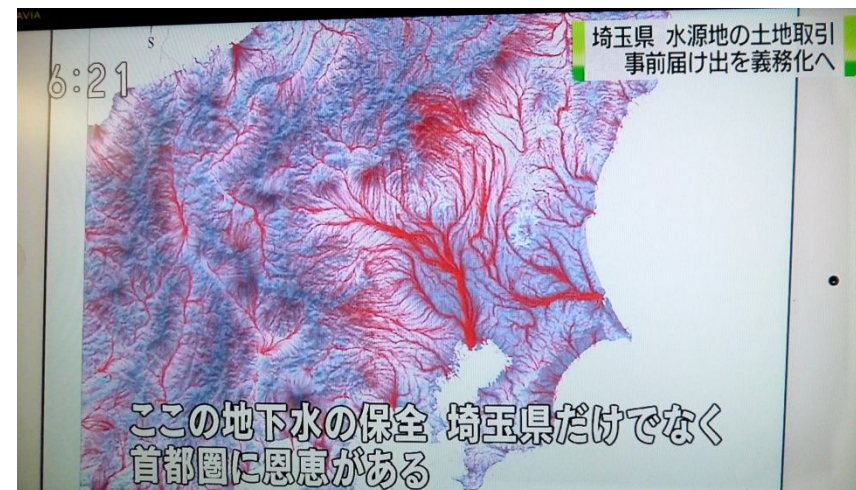 AVIA
S
6:21
埼玉県 水源地の土地取引
事前届け出を義務化へ
ここの地下水の保全 埼玉県だけでなく
首都圏に恩恵がある